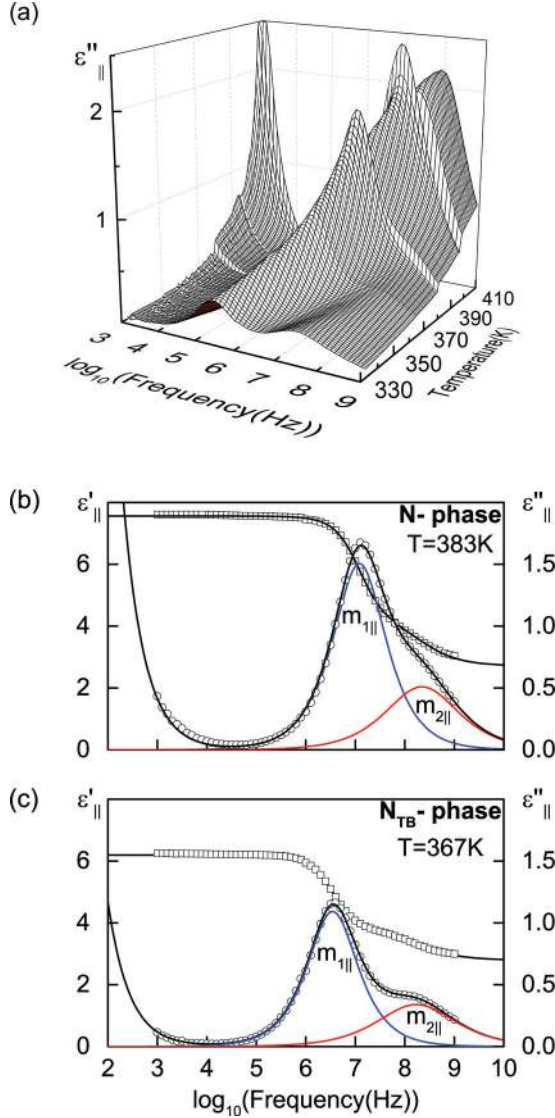 (a)
ε''∥
2
1
3 4 5 6 7 8 9
log₁₀(Frequency(Hz))
330 350 370 390 410
Temperature(K)
(b)
ε'∥ ε''∥
N- phase
T=383K
6 4 2 0
2.0 1.5 1.0 0.5 0.0
m₁∥
m₂∥
(c)
ε'∥ ε''∥
N_TB- phase
T=367K
6 4 2 0
1.5 1.0 0.5 0.0
m₁∥
m₂∥
2 3 4 5 6 7 8 9 10
log₁₀(Frequency(Hz))